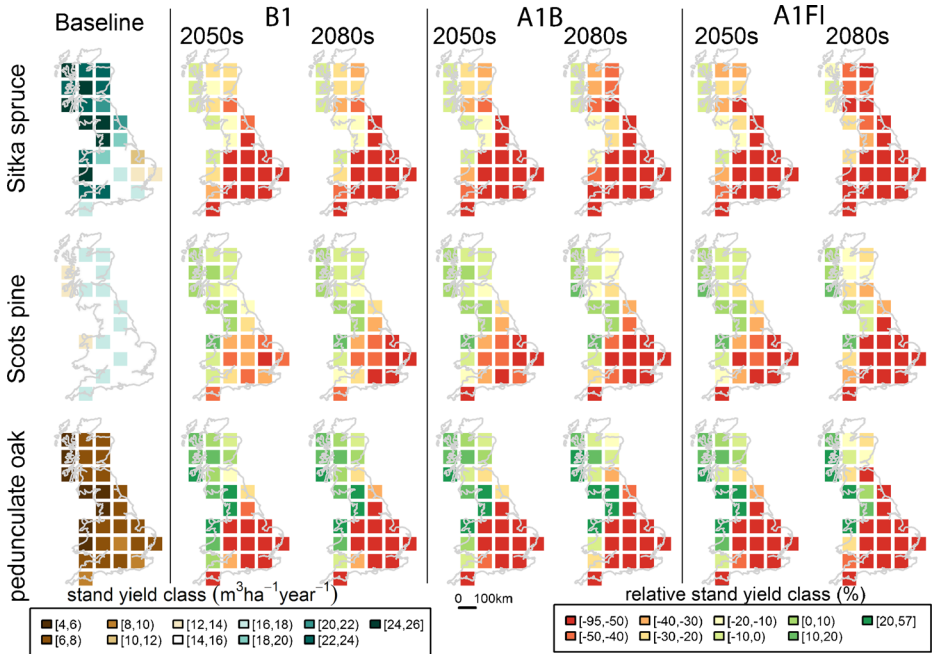 B1 A1B A1FI
Baseline 2050s 2080s 2050s 2080s 2050s 2080s
Sitka spruce
Scots pine
pedunculate oak
stand yield class (m³ha⁻¹year⁻¹)
0 100km
relative stand yield class (%)
[4,6) [8,10) [12,14) [16,18) [20,22) [24,26]
[6,8) [10,12) [14,16) [18,20) [22,24)
[-95,-50) [-40,-30) [-20,-10) [0,10) [20,57]
[-50,-40) [-30,-20) [-10,0) [10,20)